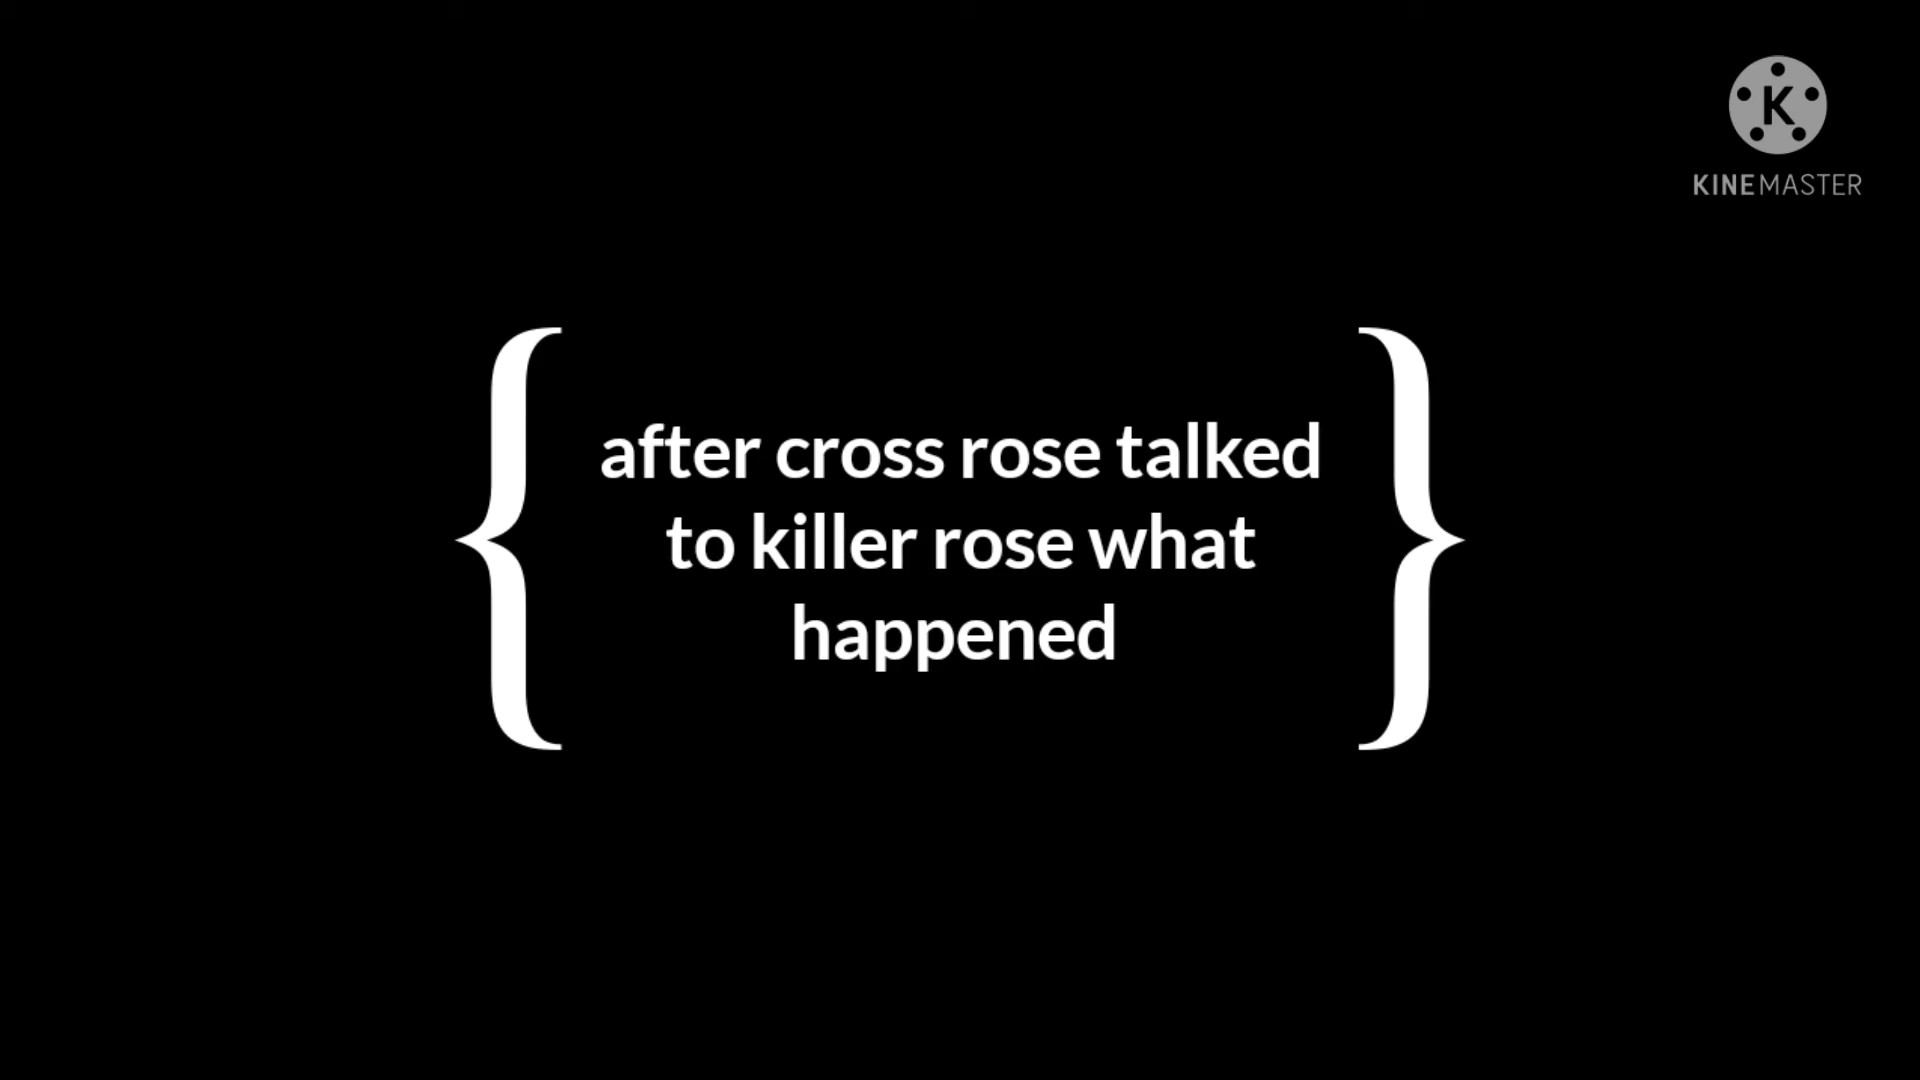 K
KINEMASTER
after cross rose talked
to killer rose what
happened